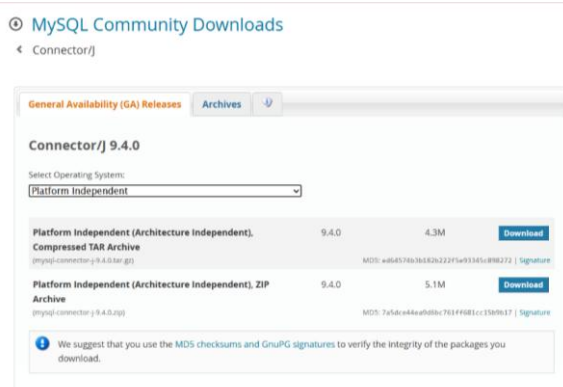 MySQL Community Downloads
Connector/J
General Availability (GA) Releases Archives
Connector/J 9.4.0
Select Operating System:
Platform Independent
Platform Independent (Architecture Independent), 9.4.0 4.3M Download
Compressed TAR Archive
(mysql-connector-j-9.4.0.tar.gz) MD5: | Signature
Platform Independent (Architecture Independent), ZIP 9.4.0 5.1M Download
Archive
(mysql-connector-j-9.4.0.zip) MD5: | Signature
We suggest that you use the MD5 checksums and GnuPG signatures to verify the integrity of the packages you
download.